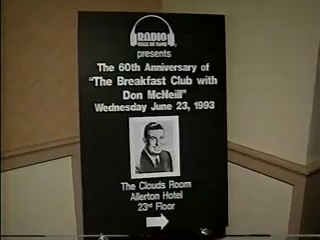 RADIO
HALL OF FAME
presents
The 60th Anniversary of
"The Breakfast Club with
Don McNeill"
Wednesday June 23, 1993
The Clouds Room
Allerton Hotel
23rd Floor